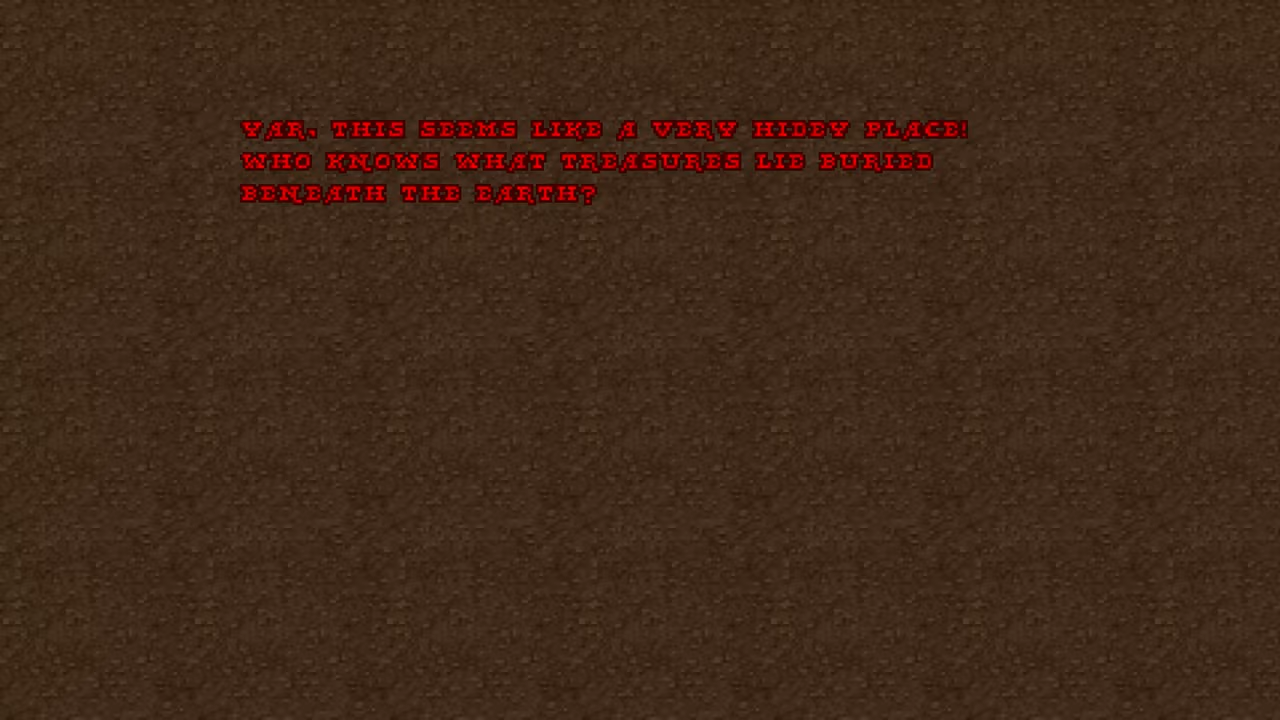 YAR, THIS SEEMS LIKE A VERY HIDEY PLACE!
WHO KNOWS WHAT TREASURES LIE BURIED
BENEATH THE EARTH?